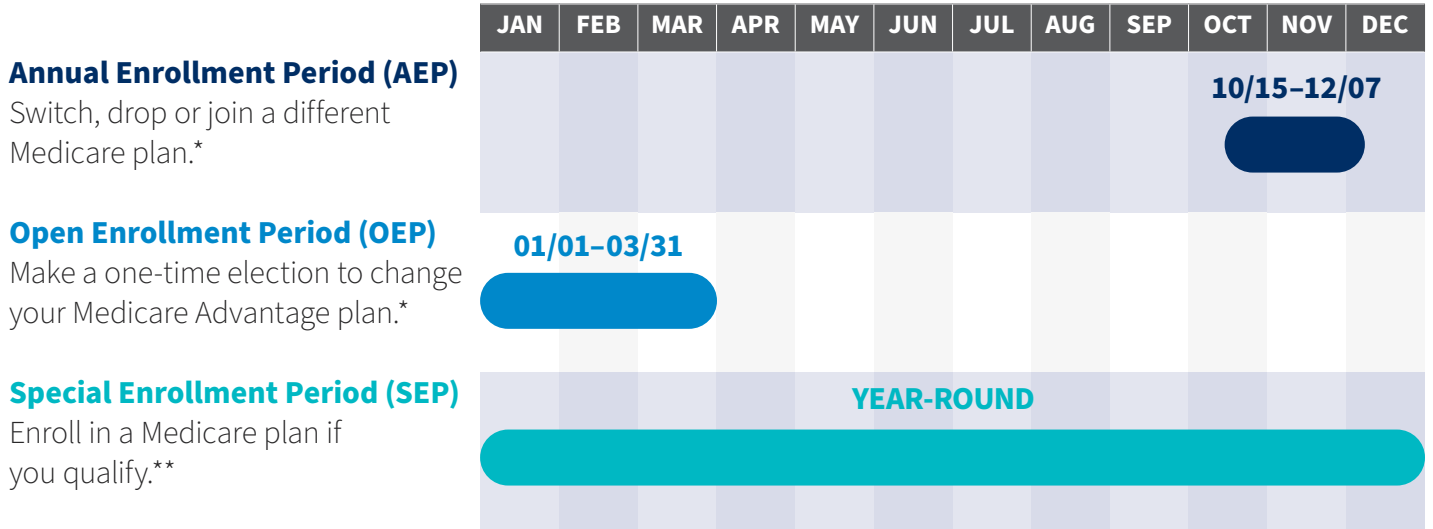 JAN FEB MAR APR MAY JUN JUL AUG SEP OCT NOV DEC
Annual Enrollment Period (AEP)
Switch, drop or join a different
Medicare plan.*
10/15–12/07
Open Enrollment Period (OEP)
Make a one-time election to change
your Medicare Advantage plan.*
01/01–03/31
Special Enrollment Period (SEP)
Enroll in a Medicare plan if
you qualify.**
YEAR-ROUND